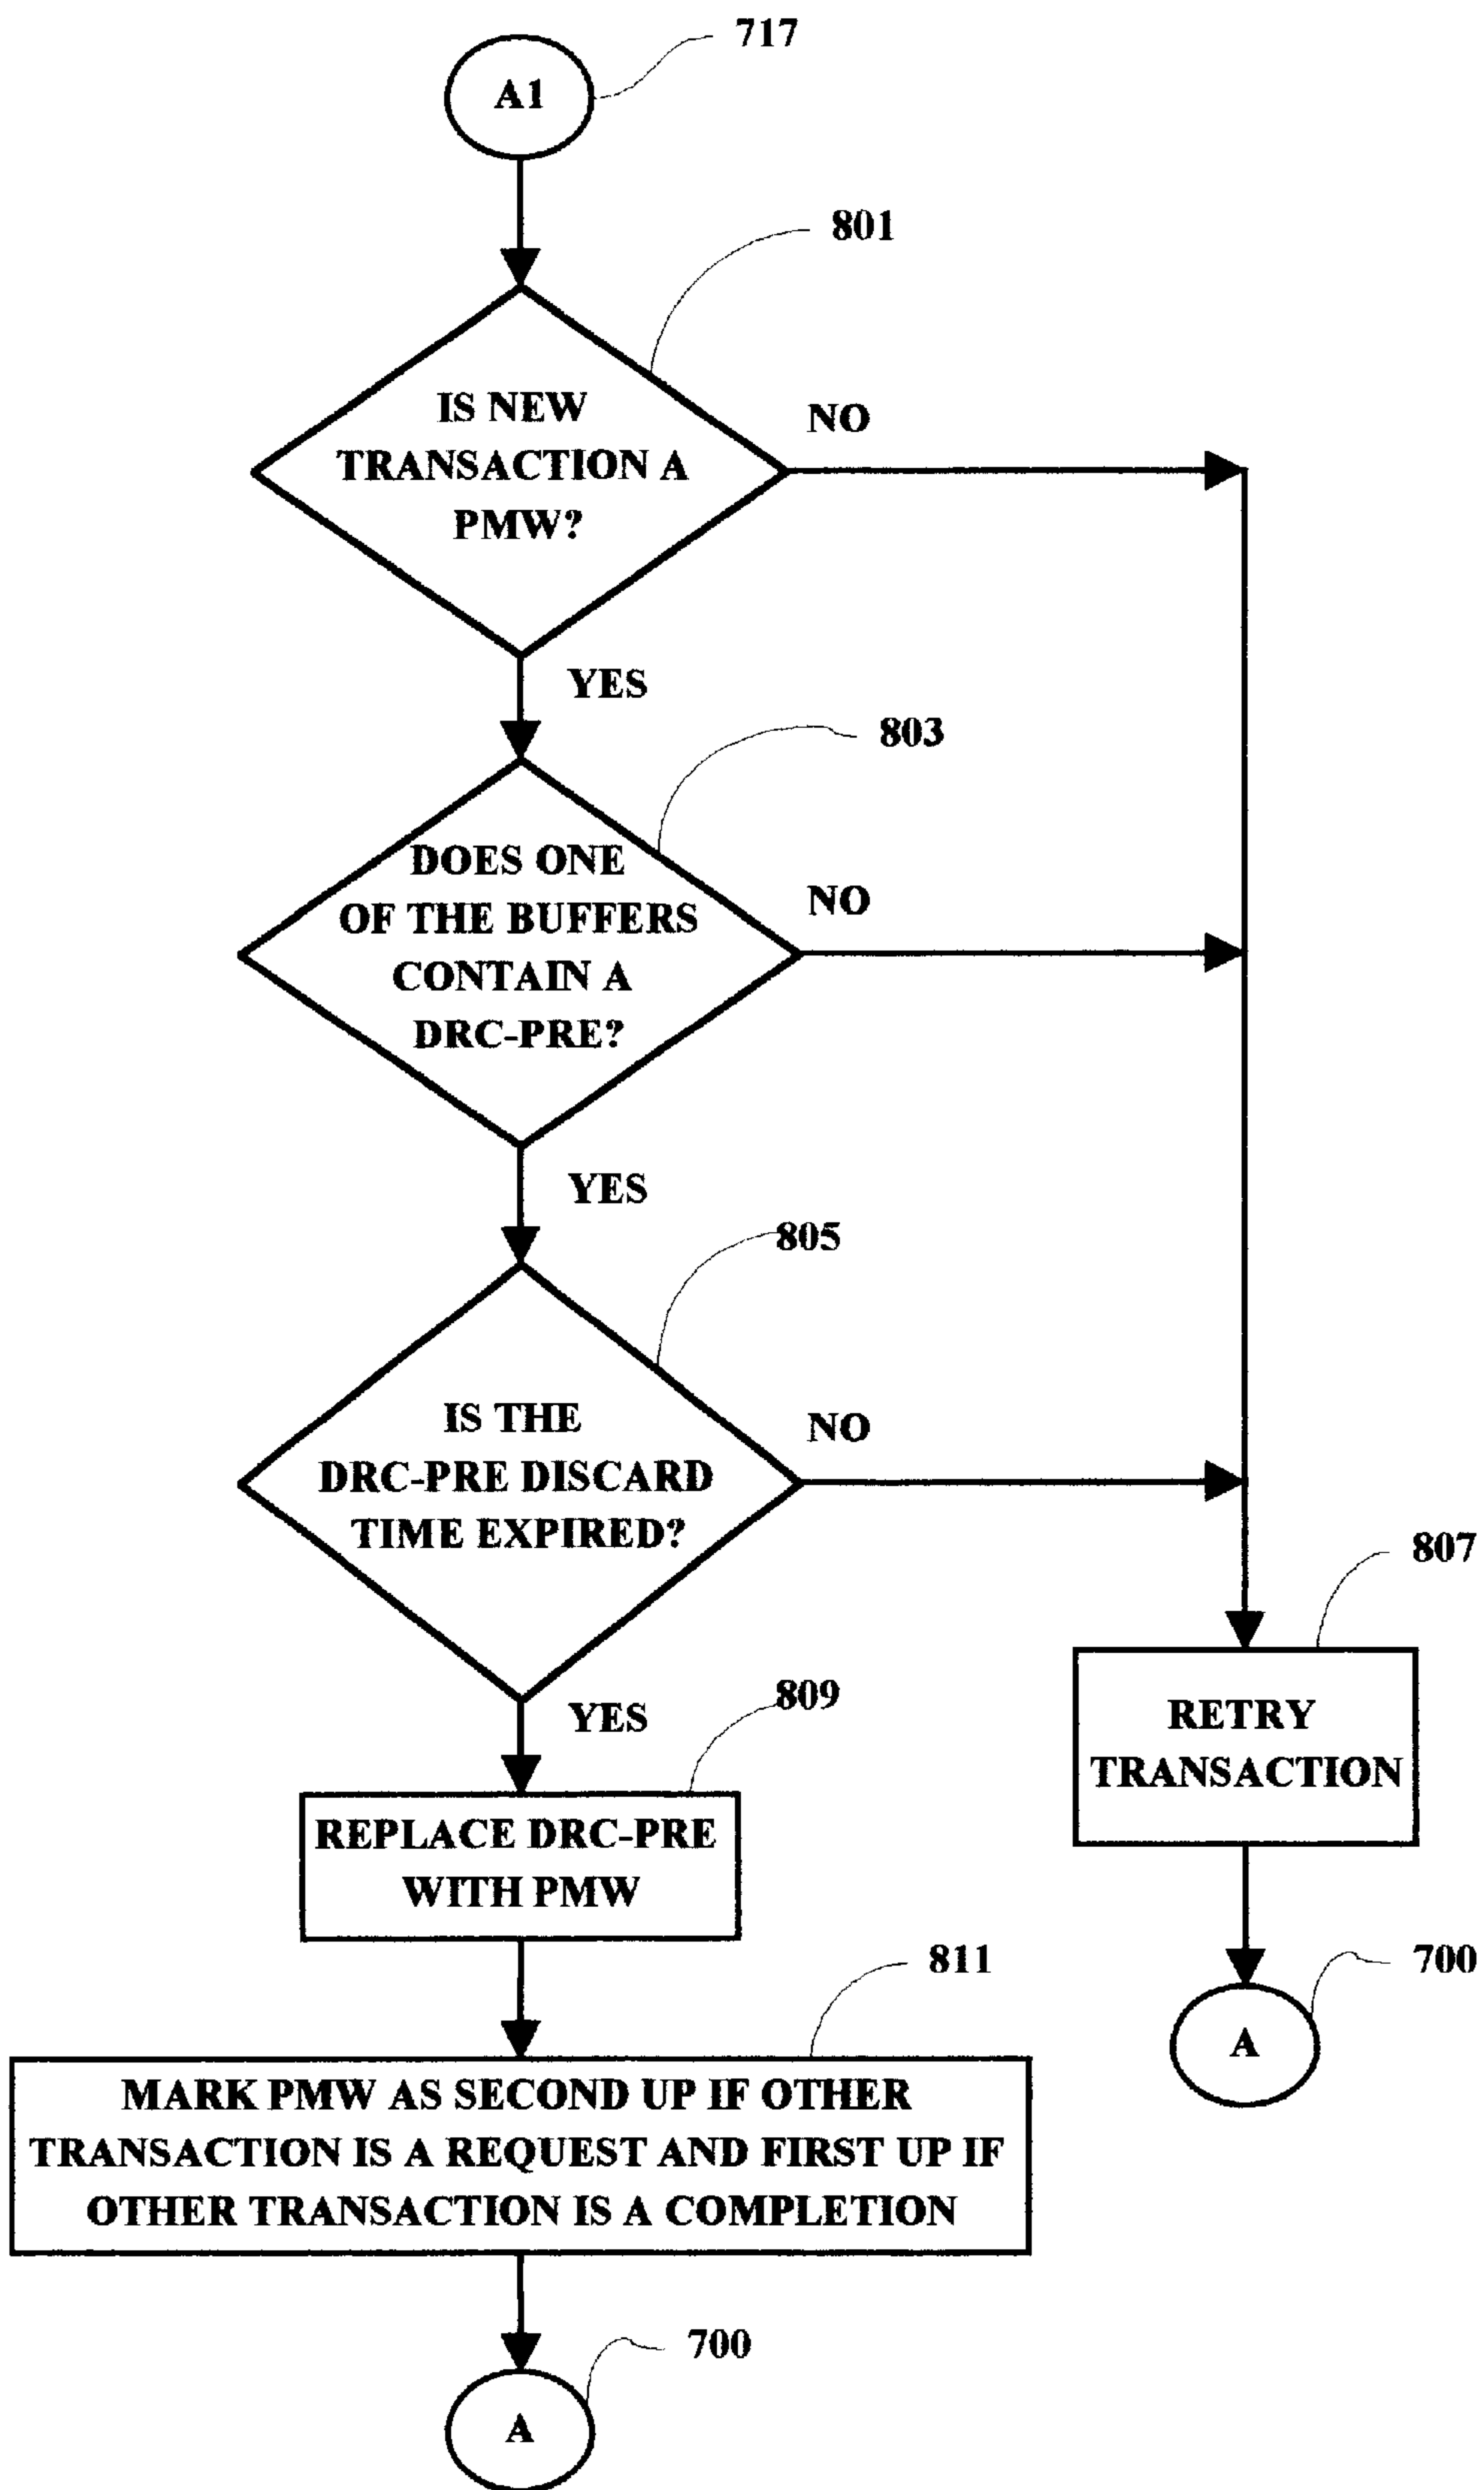 717
A1
801
IS NEW
TRANSACTION A
PMW?
NO
YES
803
DOES ONE
OF THE BUFFERS
CONTAIN A
DRC-PRE?
NO
YES
805
IS THE
DRC-PRE DISCARD
TIME EXPIRED?
NO
YES
807
RETRY
TRANSACTION
809
REPLACE DRC-PRE
WITH PMW
700
A
811
MARK PMW AS SECOND UP IF OTHER
TRANSACTION IS A REQUEST AND FIRST UP IF
OTHER TRANSACTION IS A COMPLETION
700
A